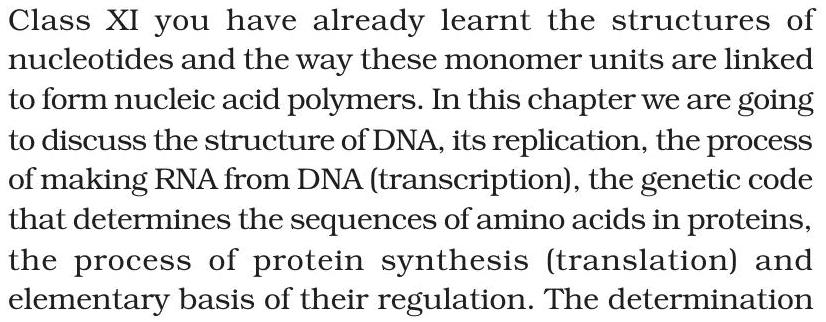 Class XI you have already learnt the structures of
nucleotides and the way these monomer units are linked
to form nucleic acid polymers. In this chapter we are going
to discuss the structure of DNA, its replication, the process
of making RNA from DNA (transcription), the genetic code
that determines the sequences of amino acids in proteins,
the process of protein synthesis (translation) and
elementary basis of their regulation. The determination